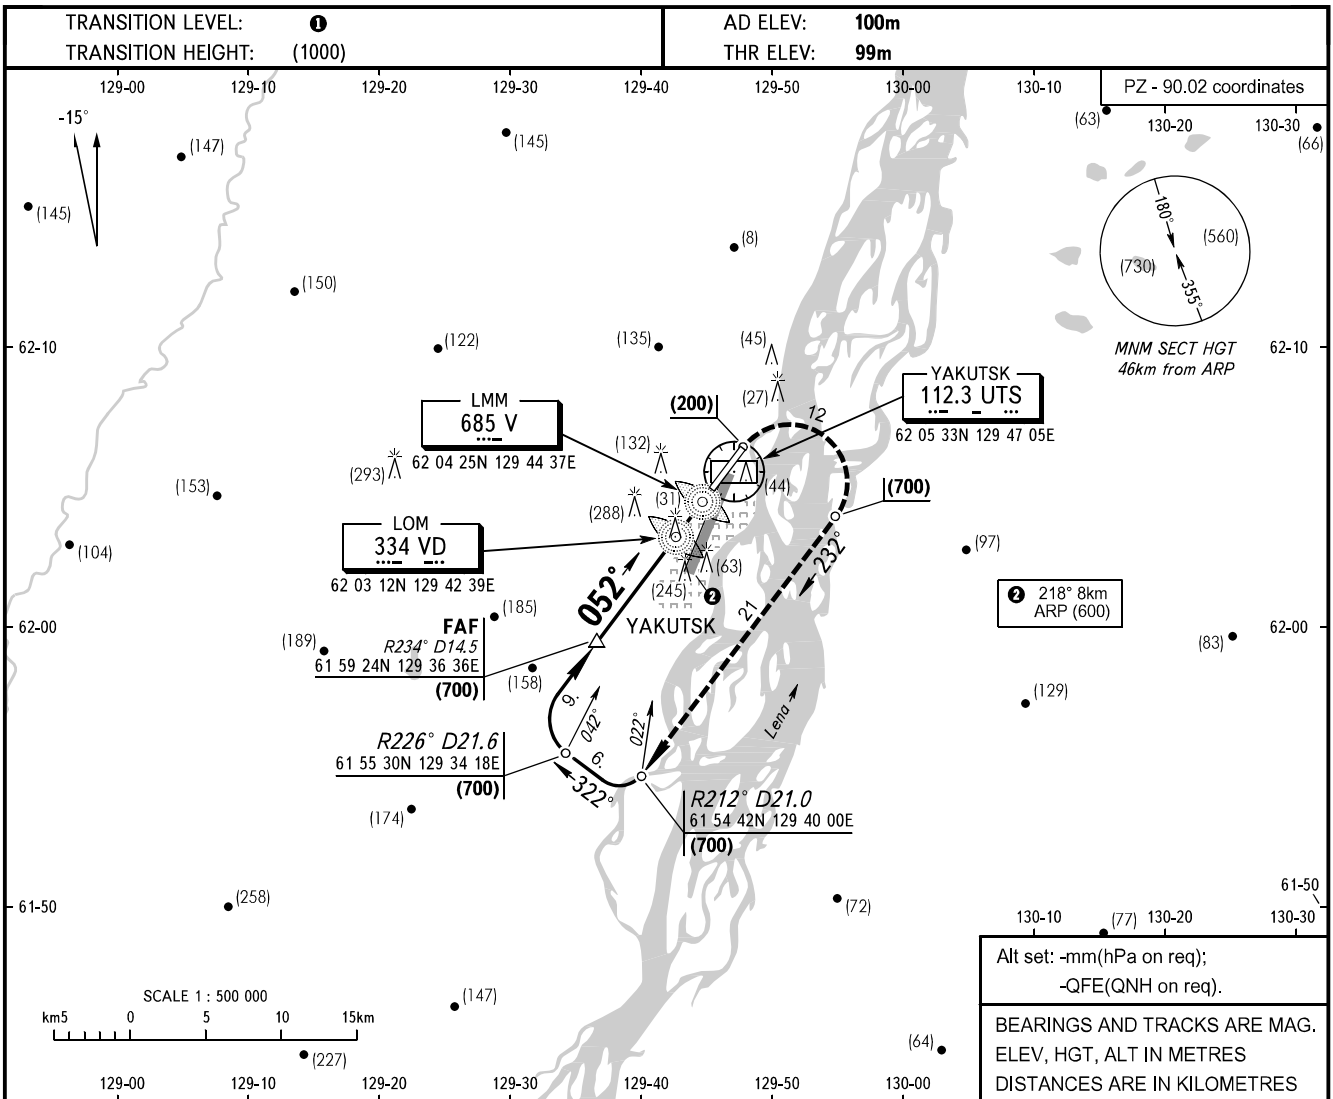 TRANSITION LEVEL: ❶
TRANSITION HEIGHT: (1000)
AD ELEV: 100m
THR ELEV: 99m
129-00 129-10 129-20 129-30 129-40 129-50 130-00 130-10
PZ - 90.02 coordinates
130-20 130-30
-15°
(147)
(145)
(63)
(66)
(145)
(8)
180°
(560)
(730)
355°
MNM SECT HGT
46km from ARP
(150)
62-10
(122)
(135)
(45)
(27)
62-10
LMM
685 V
62 04 25N 129 44 37E
(200)
12
YAKUTSK
112.3 UTS
62 05 33N 129 47 05E
(293)
(132)
(153)
(288)
(31)
(44)
(700)
LOM
334 VD
62 03 12N 129 42 39E
(104)
(97)
(63)
(245)
❷
232°
052°
21
❷ 218° 8km
ARP (600)
(185)
62-00
YAKUTSK
62-00
FAF
R234° D14.5
61 59 24N 129 36 36E
(700)
(189)
(158)
(83)
(129)
9.
042°
022°
Lena
R226° D21.6
61 55 30N 129 34 18E
(700)
6.
322°
R212° D21.0
61 54 42N 129 40 00E
(700)
(174)
(258)
(72)
61-50
61-50
130-10 (77) 130-20 130-30
Alt set: -mm(hPa on req);
-QFE(QNH on req).
SCALE 1 : 500 000
km5 0 5 10 15km
(147)
(227)
(64)
BEARINGS AND TRACKS ARE MAG.
ELEV, HGT, ALT IN METRES
DISTANCES ARE IN KILOMETRES
129-00 129-10 129-20 129-30 129-40 129-50 130-00